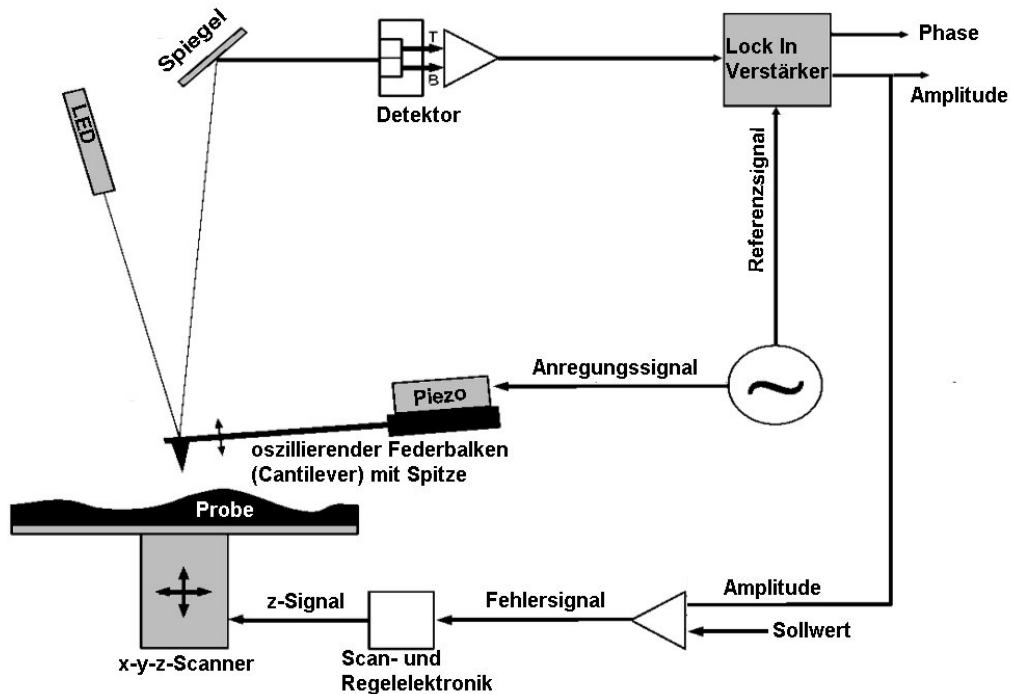 Spiegel
LED
T
B
Detektor
Lock In
Verstärker
Phase
Amplitude
Referenzsignal
Anregungssignal
Piezo
oszillierender Federbalken
(Cantilever) mit Spitze
Probe
x-y-z-Scanner
z-Signal
Scan- und
Regelelektronik
Fehlersignal
Amplitude
Sollwert